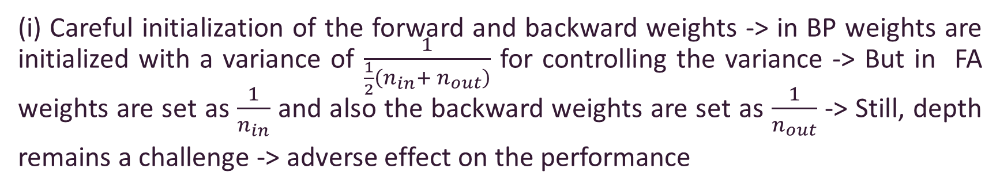 (i) Careful initialization of the forward and backward weights -> in BP weights are
initialized with a variance of \frac{1}{\frac{1}{2}(n_{in}+ n_{out})} for controlling the variance -> But in FA
weights are set as \frac{1}{n_{in}} and also the backward weights are set as \frac{1}{n_{out}} -> Still, depth
remains a challenge -> adverse effect on the performance